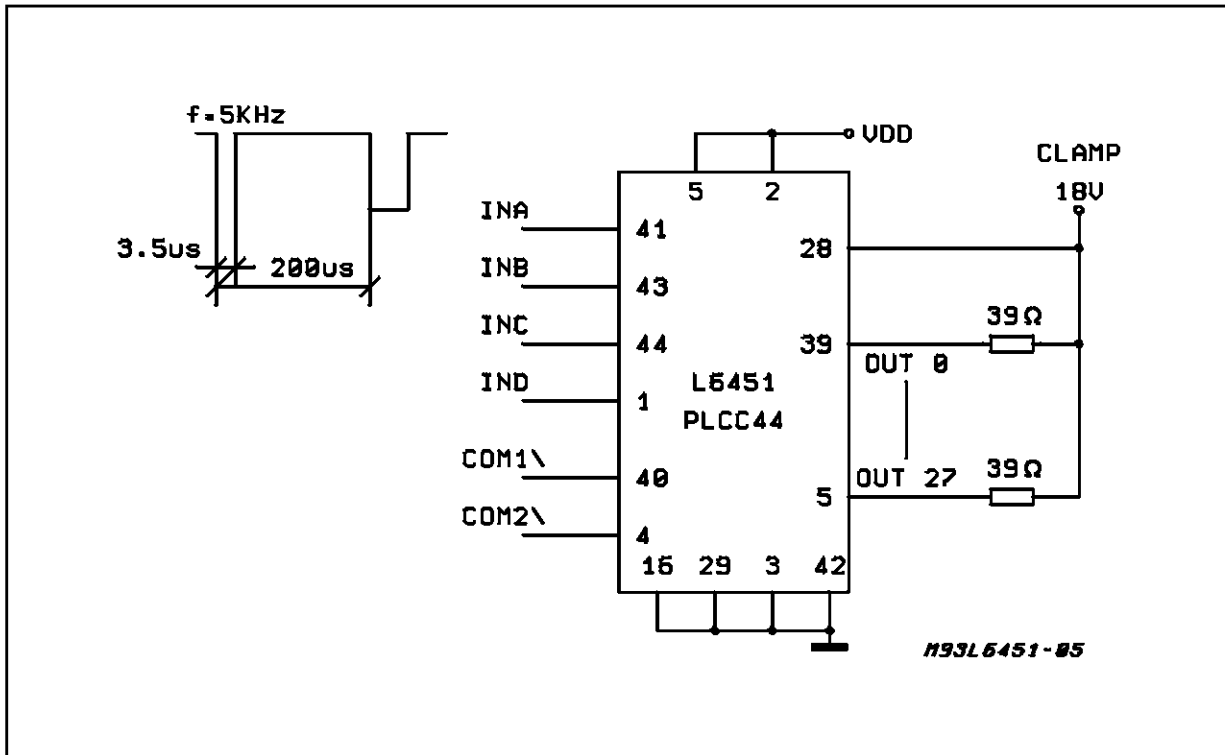 f=5KHz
3.5us
200us
VDD
CLAMP
18V
5
2
INA
41
28
INB
43
INC
44
39
39Ω
OUT 0
IND
1
L6451
PLCC44
COM1\
40
5
OUT 27
39Ω
COM2\
4
16
29
3
42
M93L6451-05